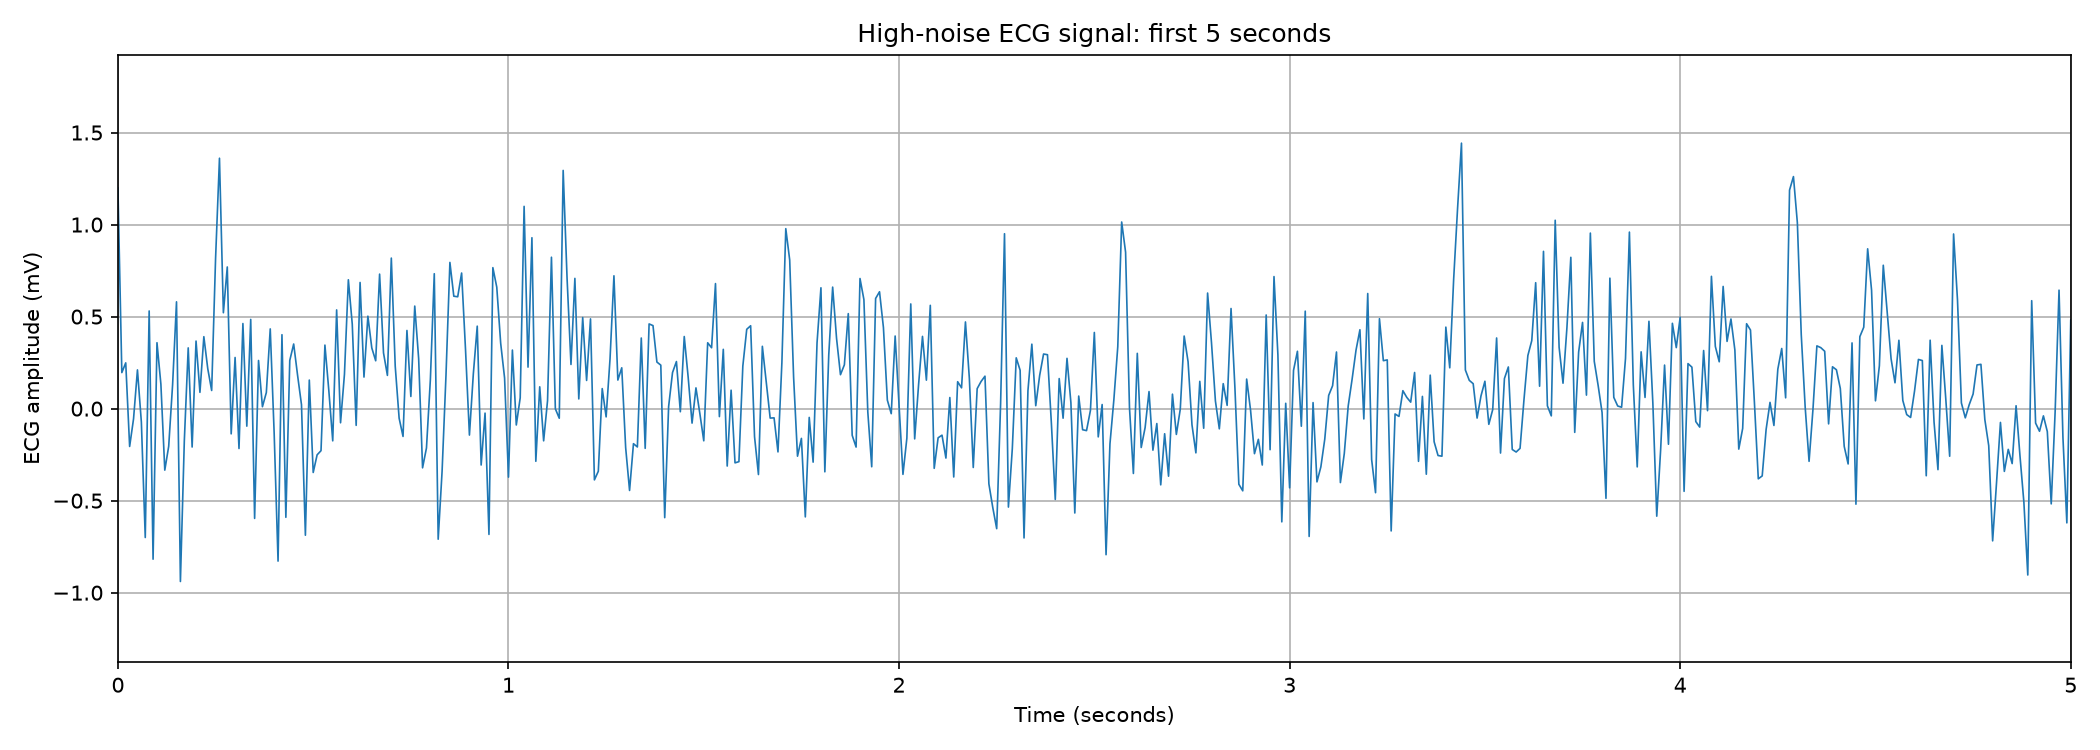 High-noise ECG signal: first 5 seconds
ECG amplitude (mV)
1.5
1.0
0.5
0.0
−0.5
−1.0
0 1 2 3 4 5
Time (seconds)